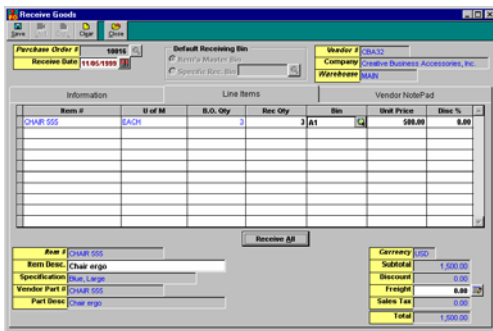 Receive Goods
Save Clear Close
Purchase Order # 10016
Receive Date 11/05/1999
Default Receiving Bin
Item's Master Bin
Specific Rec. Bin
Vendor # CBA32
Company Creative Business Accessories, Inc.
Warehouse MAIN
Information Line Items Vendor NotePad
Item # U of M B.O. Qty Rec Qty Bin Unit Price Disc %
CHAIR 555 EACH 3 3 A1 500.00 0.00
Receive All
Item # CHAIR 555
Item Desc. Chair ergo
Specification Blue, Large
Vendor Part # CHAIR 555
Part Desc Chair ergo
Currency USD
Subtotal 1,500.00
Discount 0.00
Freight 0.00
Sales Tax 0.00
Total 1,500.00